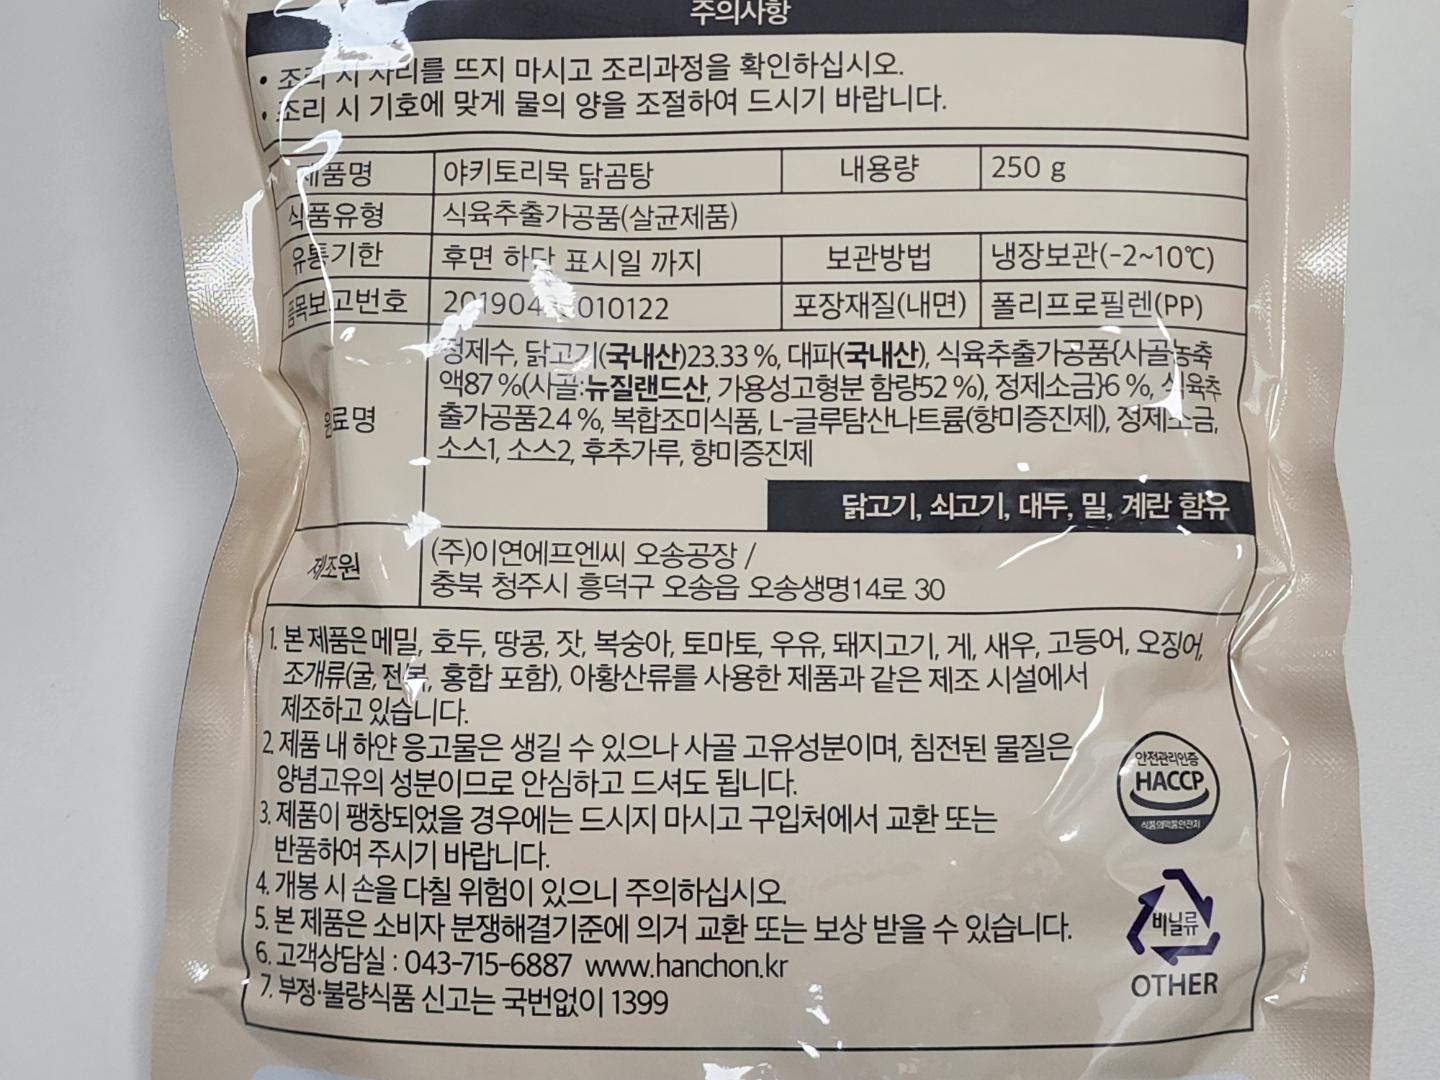 주의사항
• 조리 시 자리를 뜨지 마시고 조리과정을 확인하십시오.
• 조리 시 기호에 맞게 물의 양을 조절하여 드시기 바랍니다.
제품명 야키토리묵 닭곰탕 내용량 250 g
식품유형 식육추출가공품(살균제품)
유통기한 후면 하단 표시일 까지 보관방법 냉장보관(-2~10℃)
품목보고번호 포장재질(내면) 폴리프로필렌(PP)
정제수, 닭고기(국내산)23.33 %, 대파(국내산), 식육추출가공품{사골농축
액87 %(사골:뉴질랜드산, 가용성고형분 함량52 %), 정제소금}6 %, 식육추
원료명 출가공품2.4 %, 복합조미식품, L-글루탐산나트륨(향미증진제), 정제소금,
소스1, 소스2, 후추가루, 향미증진제
닭고기, 쇠고기, 대두, 밀, 계란 함유
제조원 (주)이연에프엔씨 오송공장 /
충북 청주시 흥덕구 오송읍 오송생명14로 30
1. 본 제품은 메밀, 호두, 땅콩, 잣, 복숭아, 토마토, 우유, 돼지고기, 게, 새우, 고등어, 오징어,
조개류(굴, 전복, 홍합 포함), 아황산류를 사용한 제품과 같은 제조 시설에서
제조하고 있습니다.
2. 제품 내 하얀 응고물은 생길 수 있으나 사골 고유성분이며, 침전된 물질은
양념고유의 성분이므로 안심하고 드셔도 됩니다.
3. 제품이 팽창되었을 경우에는 드시지 마시고 구입처에서 교환 또는
반품하여 주시기 바랍니다.
4. 개봉 시 손을 다칠 위험이 있으니 주의하십시오.
5. 본 제품은 소비자 분쟁해결기준에 의거 교환 또는 보상 받을 수 있습니다.
6. 고객상담실 : 043-715-6887 www.hanchon.kr
7. 부정·불량식품 신고는 국번없이 1399
안전관리인증
HACCP
식품의약품안전처
비닐류
OTHER